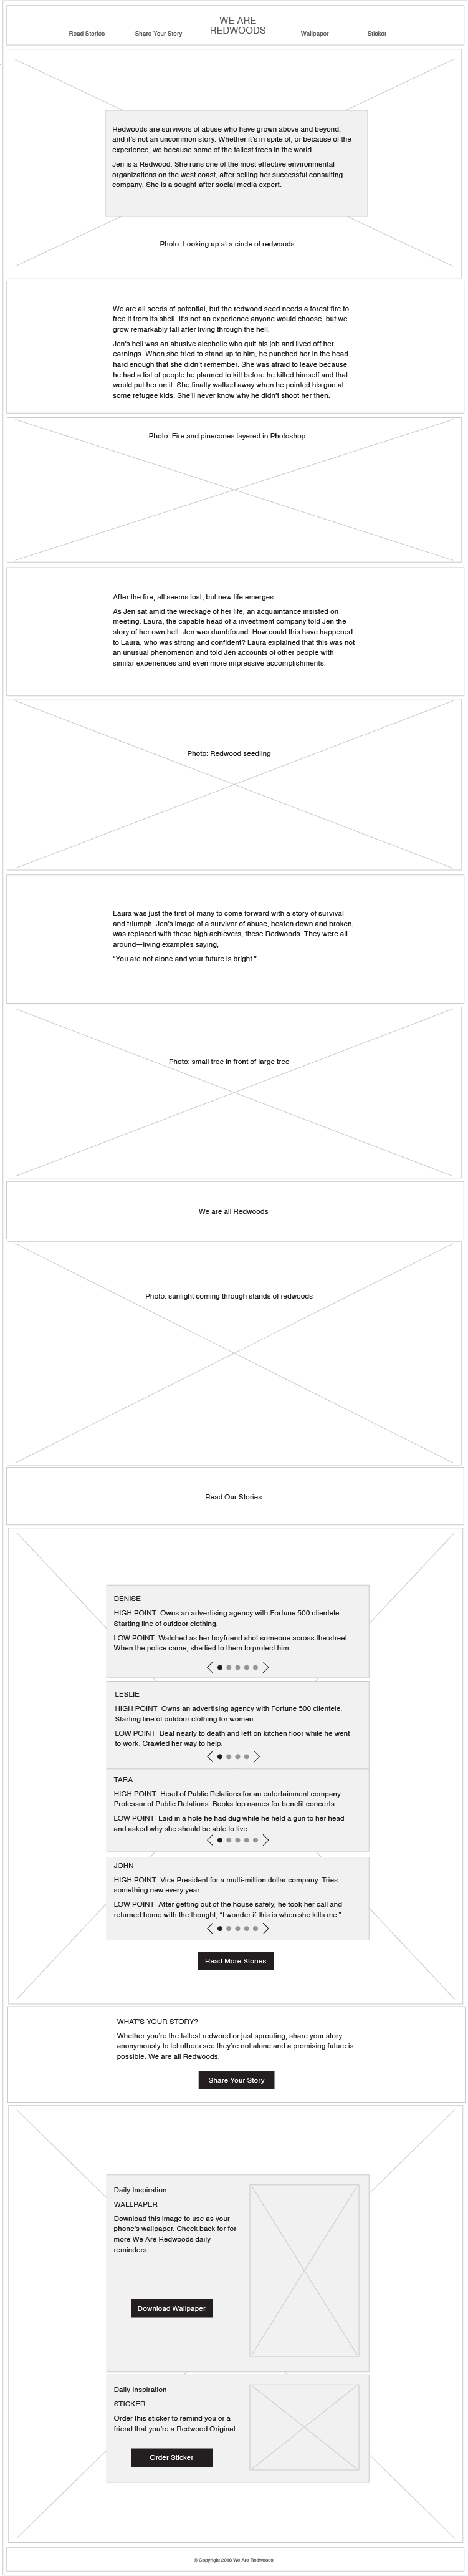 WE ARE
REDWOODS
Read Stories
Share Your Story
Wallpaper
Sticker
Redwoods are survivors of abuse who have grown above and beyond,
and it's not an uncommon story. Whether it's in spite of, or because of the
experience, we because some of the tallest trees in the world.
Jen is a Redwood. She runs one of the most effective environmental
organizations on the west coast, after selling her successful consulting
company. She is a sought-after social media expert.
Photo: Looking up at a circle of redwoods
We are all seeds of potential, but the redwood seed needs a forest fire to
free it from its shell. It's not an experience anyone would choose, but we
grow remarkably tall after living through the hell.
Jen's hell was an abusive alcoholic who quit his job and lived off her
earnings. When she tried to stand up to him, he punched her in the head
hard enough that she didn't remember. She was afraid to leave because
he had a list of people he planned to kill before he killed himself and that
would put her on it. She finally walked away when he pointed his gun at
some refugee kids. She'll never know why he didn't shoot her then.
Photo: Fire and pinecones layered in Photoshop
After the fire, all seems lost, but new life emerges.
As Jen sat amid the wreckage of her life, an acquaintance insisted on
meeting. Laura, the capable head of a investment company told Jen the
story of her own hell. Jen was dumbfound. How could this have happened
to Laura, who was strong and confident? Laura explained that this was not
an unusual phenomenon and told Jen accounts of other people with
similar experiences and even more impressive accomplishments.
Photo: Redwood seedling
Laura was just the first of many to come forward with a story of survival
and triumph. Jen's image of a survivor of abuse, beaten down and broken,
was replaced with these high achievers, these Redwoods. They were all
around—living examples saying,
"You are not alone and your future is bright."
Photo: small tree in front of large tree
We are all Redwoods
Photo: sunlight coming through stands of redwoods
Read Our Stories
DENISE
HIGH POINT Owns an advertising agency with Fortune 500 clientele.
Starting line of outdoor clothing.
LOW POINT Watched as her boyfriend shot someone across the street.
When the police came, she lied to them to protect him.
LESLIE
HIGH POINT Owns an advertising agency with Fortune 500 clientele.
Starting line of outdoor clothing for women.
LOW POINT Beat nearly to death and left on kitchen floor while he went
to work. Crawled her way to help.
TARA
HIGH POINT Head of Public Relations for an entertainment company.
Professor of Public Relations. Books top names for benefit concerts.
LOW POINT Laid in a hole he had dug while he held a gun to her head
and asked why she should be able to live.
JOHN
HIGH POINT Vice President for a multi-million dollar company. Tries
something new every year.
LOW POINT After getting out of the house safely, he took her call and
returned home with the thought, "I wonder if this is when she kills me."
Read More Stories
WHAT'S YOUR STORY?
Whether you're the tallest redwood or just sprouting, share your story
anonymously to let others see they're not alone and a promising future is
possible. We are all Redwoods.
Share Your Story
Daily Inspiration
WALLPAPER
Download this image to use as your
phone's wallpaper. Check back for for
more We Are Redwoods daily
reminders.
Download Wallpaper
Daily Inspiration
STICKER
Order this sticker to remind you or a
friend that you're a Redwood Original.
Order Sticker
© Copyright 2018 We Are Redwoods